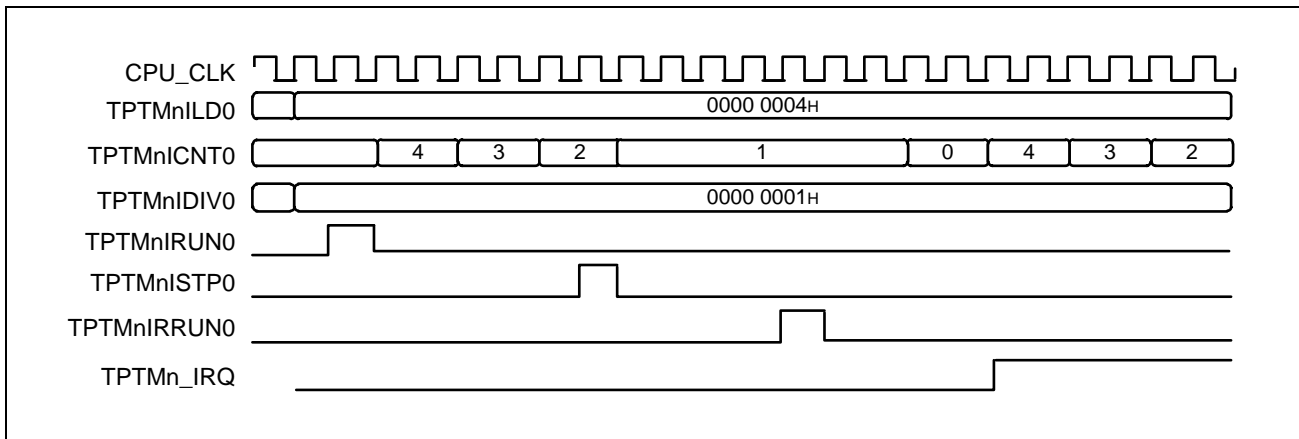 CPU_CLK
TPTMnILD0 0000 0004H
TPTMnICNT0 4 3 2 1 0 4 3 2
TPTMnIDIV0 0000 0001H
TPTMnIRUN0
TPTMnISTP0
TPTMnIRRUN0
TPTMn_IRQ